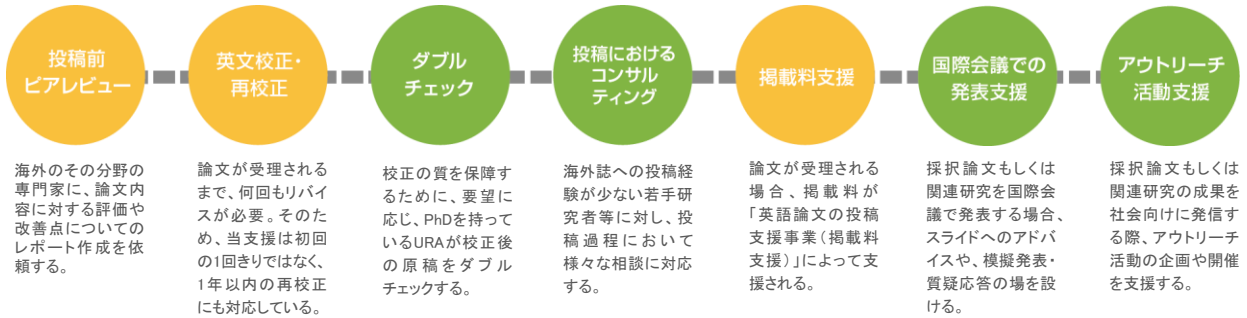 投稿前
ピアレビュー
海外のその分野の
専門家に、論文内
容に対する評価や
改善点についての
レポート作成を依
頼する。
英文校正・
再校正
論文が受理される
まで、何回もリバイ
スが必要。そのた
め、当支援は初回
の1回きりではなく、
1年以内の再校正
にも対応している。
ダブル
チェック
校正の質を保障す
るために、要望に
応じ、PhDを持って
いるURAが校正後
の原稿をダブル
チェックする。
投稿における
コンサル
ティング
海外誌への投稿経
験が少ない若手研
究者等に対し、投
稿過程において
様々な相談に対応
する。
掲載料支援
論文が受理される
場合、掲載料が
「英語論文の投稿
支援事業(掲載料
支援)」によって支
援される。
国際会議での
発表支援
採択論文もしくは
関連研究を国際会
議で発表する場合、
スライドへのアドバ
イスや、模擬発表・
質疑応答の場を設
ける。
アウトリーチ
活動支援
採択論文もしくは
関連研究の成果を
社会向けに発信す
る際、アウトリーチ
活動の企画や開催
を支援する。